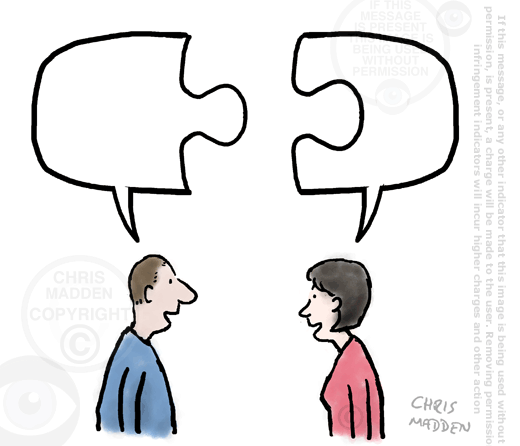 IF THIS
MESSAGE
IS PRESENT
IMAGE IS
BEING USED
WITHOUT
PERMISSION
If this message, or any other indicator that this image is being used without
permission, is present, a charge will be made to the user. Removing permissio
infringement indicators will incur higher charges and other action
CHRIS
MADDEN
COPYRIGHT
©
CHRIS
MADDEN